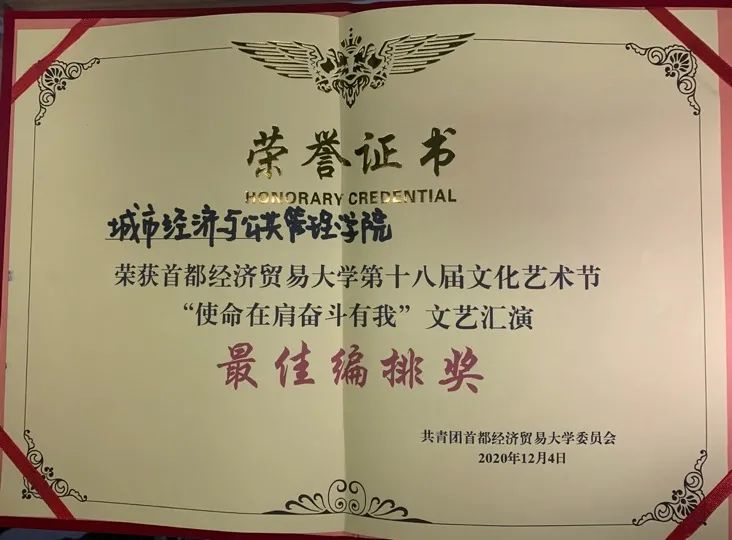 荣誉证书
HONORARY CREDENTIAL
城市经济与公共管理学院
荣获首都经济贸易大学第十八届文化艺术节
“使命在肩奋斗有我”文艺汇演
最佳编排奖
共青团首都经济贸易大学委员会
2020年12月4日